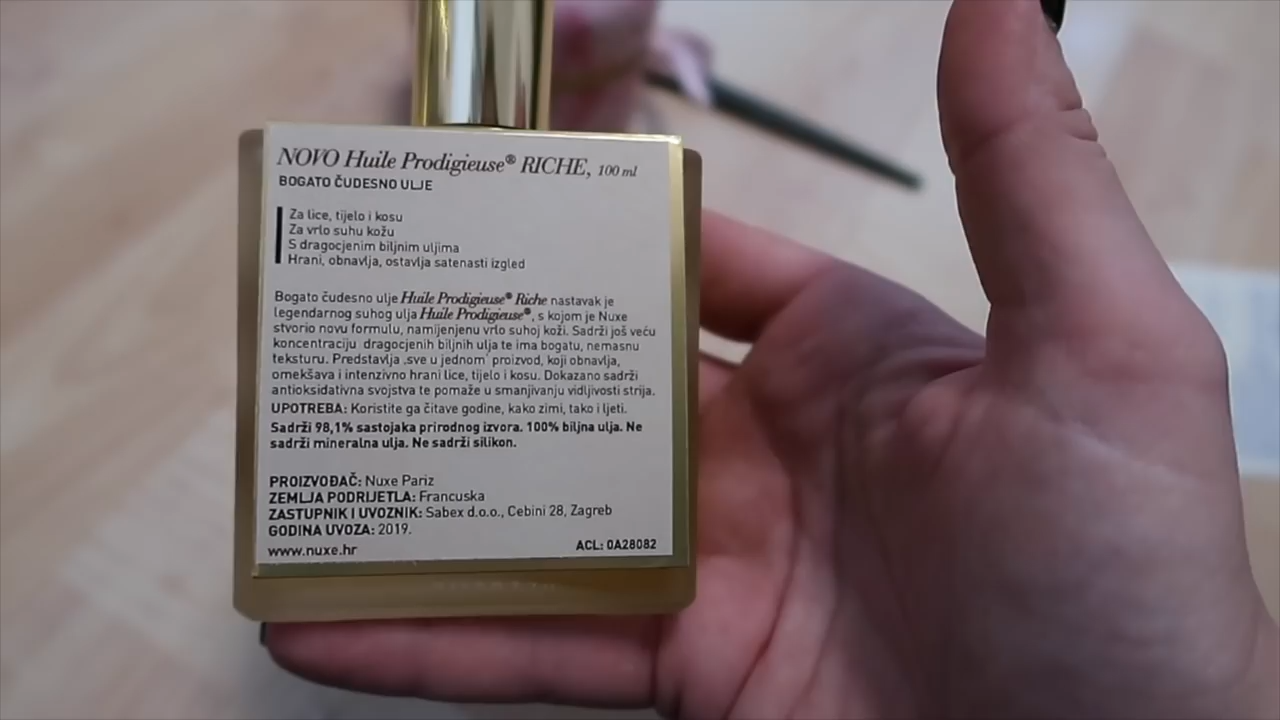 NOVO Huile Prodigieuse® RICHE, 100 ml
BOGATO ČUDESNO ULJE
Za lice, tijelo i kosu
Za vrlo suhu kožu
S dragocjenim biljnim uljima
Hrani, obnavlja, ostavlja satenasti izgled
Bogato čudesno ulje Huile Prodigieuse® Riche nastavak je
legendarnog suhog ulja Huile Prodigieuse®, s kojom je Nuxe
stvorio novu formulu, namijenjenu vrlo suhoj koži. Sadrži još veću
koncentraciju dragocjenih biljnih ulja te ima bogatu, nemasnu
teksturu. Predstavlja ‚sve u jednom' proizvod, koji obnavlja,
omekšava i intenzivno hrani lice, tijelo i kosu. Dokazano sadrži
antioksidativna svojstva te pomaže u smanjivanju vidljivosti strija.
UPOTREBA: Koristite ga čitave godine, kako zimi, tako i ljeti.
Sadrži 98,1% sastojaka prirodnog izvora. 100% biljna ulja. Ne
sadrži mineralna ulja. Ne sadrži silikon.
PROIZVOĐAČ: Nuxe Pariz
ZEMLJA PODRIJETLA: Francuska
ZASTUPNIK I UVOZNIK: Sabex d.o.o., Cebini 28, Zagreb
GODINA UVOZA: 2019.
www.nuxe.hr ACL: 0A28082